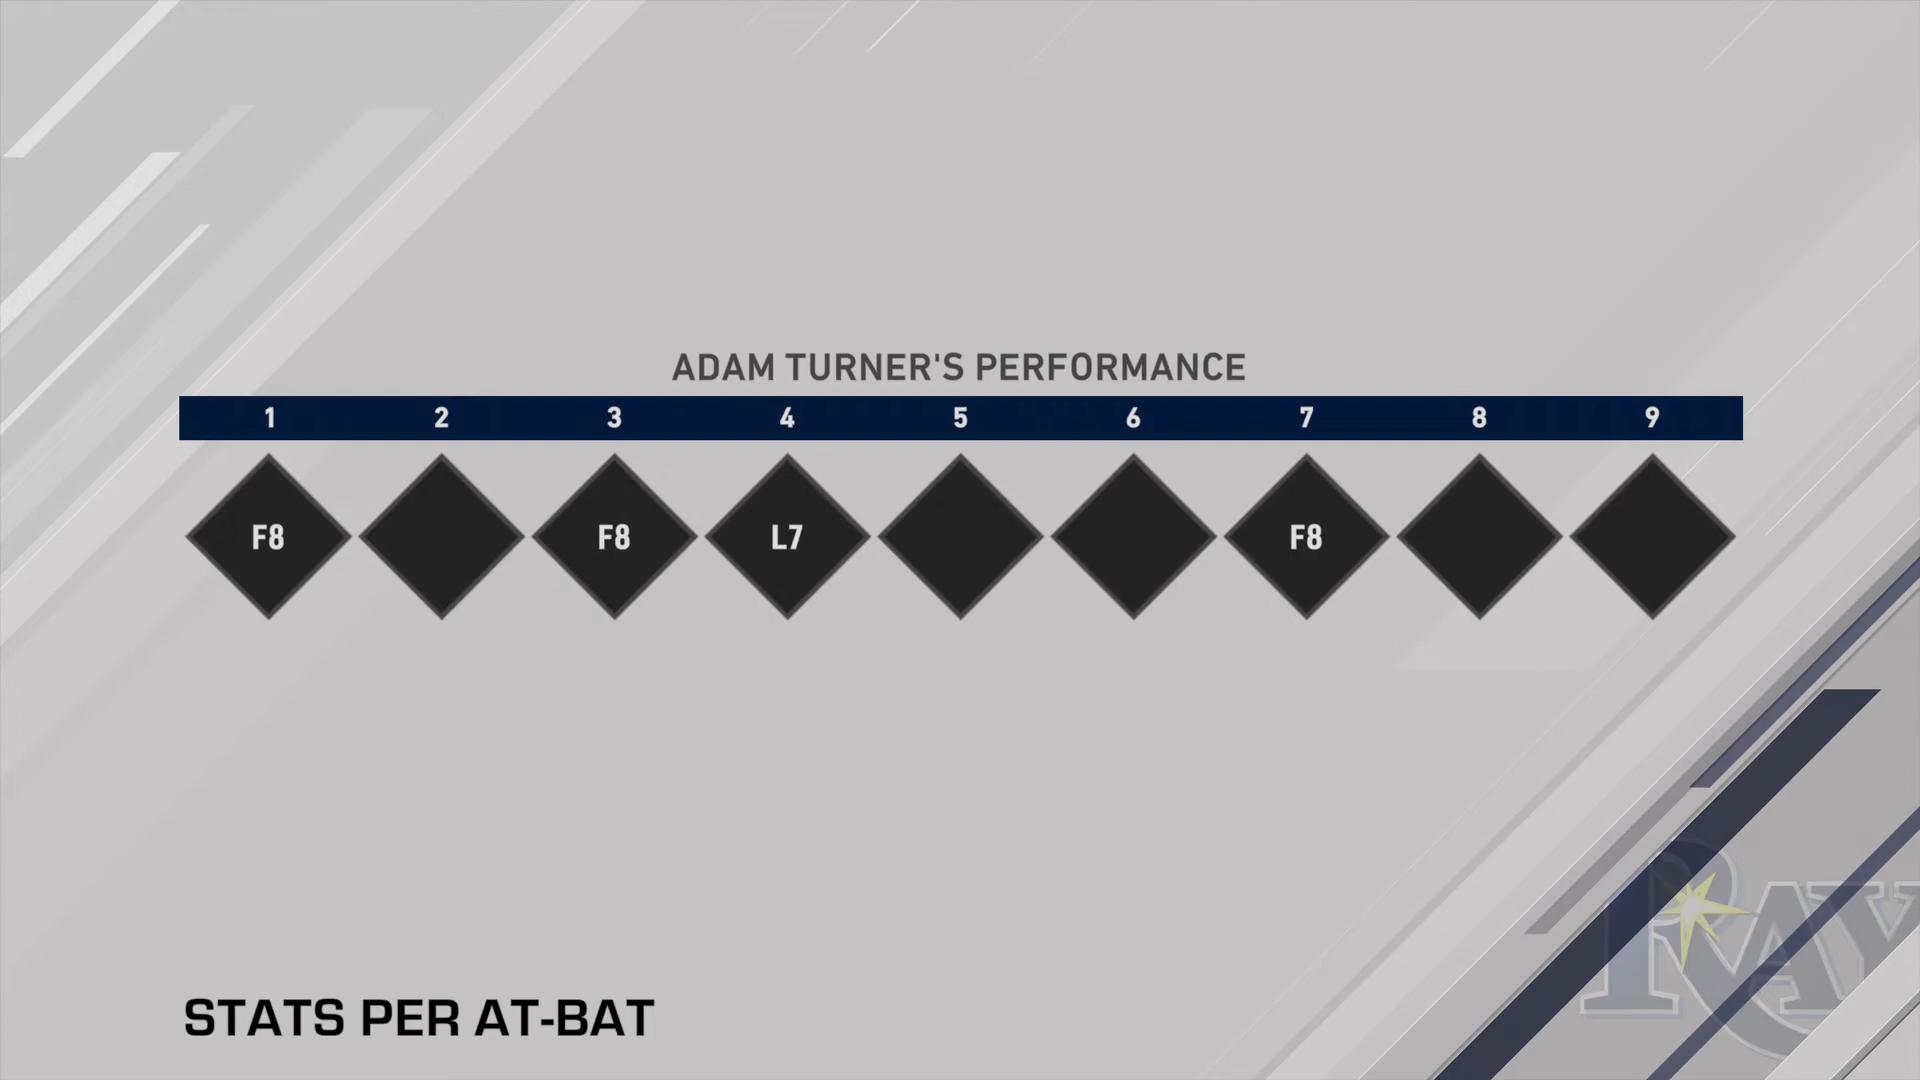 ADAM TURNER'S PERFORMANCE
1 2 3 4 5 6 7 8 9
F8 F8 L7 F8
RAY
STATS PER AT-BAT